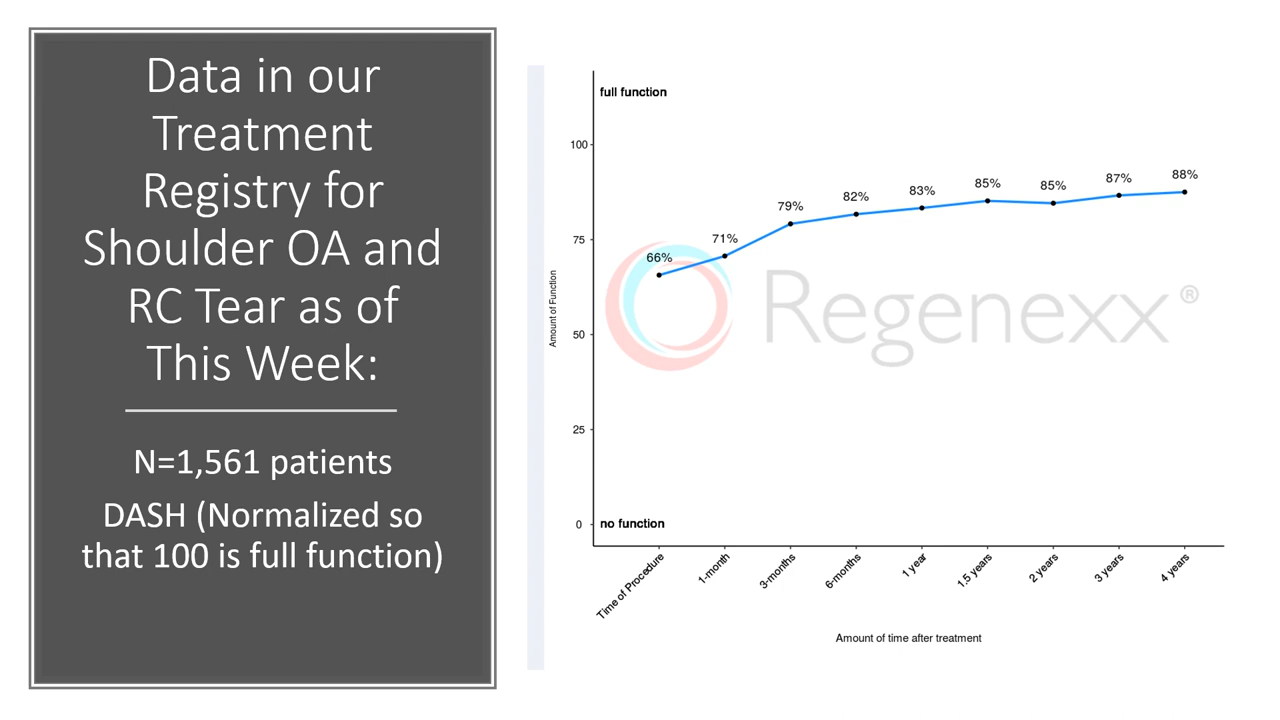 Data in our
Treatment
Registry for
Shoulder OA and
RC Tear as of
This Week:
N=1,561 patients
DASH (Normalized so
that 100 is full function)
full function
100
75
50
25
0
no function
Amount of Function
66%
71%
79%
82%
83%
85%
85%
87%
88%
Regenexx®
Time of Procedure
1-month
3-months
6-months
1 year
1.5 years
2 years
3 years
4 years
Amount of time after treatment